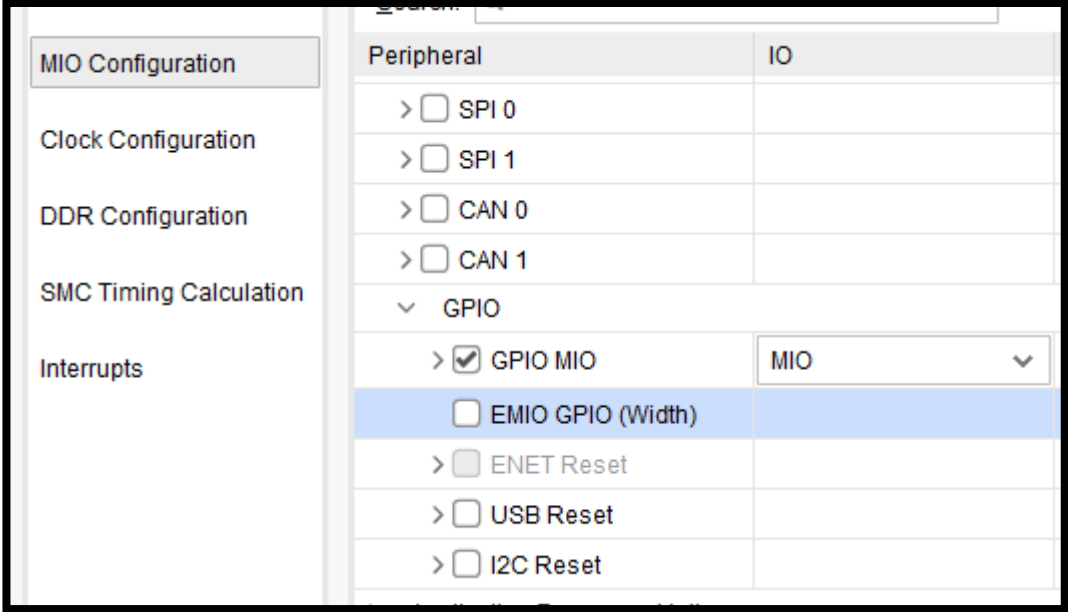 MIO Configuration
Clock Configuration
DDR Configuration
SMC Timing Calculation
Interrupts
Peripheral IO
SPI 0
SPI 1
CAN 0
CAN 1
GPIO
GPIO MIO MIO
EMIO GPIO (Width)
ENET Reset
USB Reset
I2C Reset